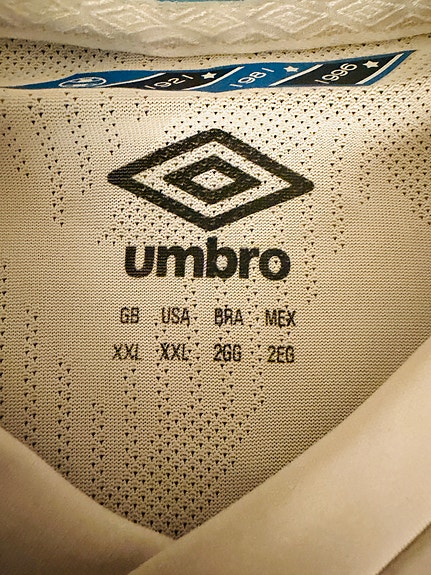 1921 1981 1996
umbro
GB USA BRA MEX
XXL XXL 2GG 2EG